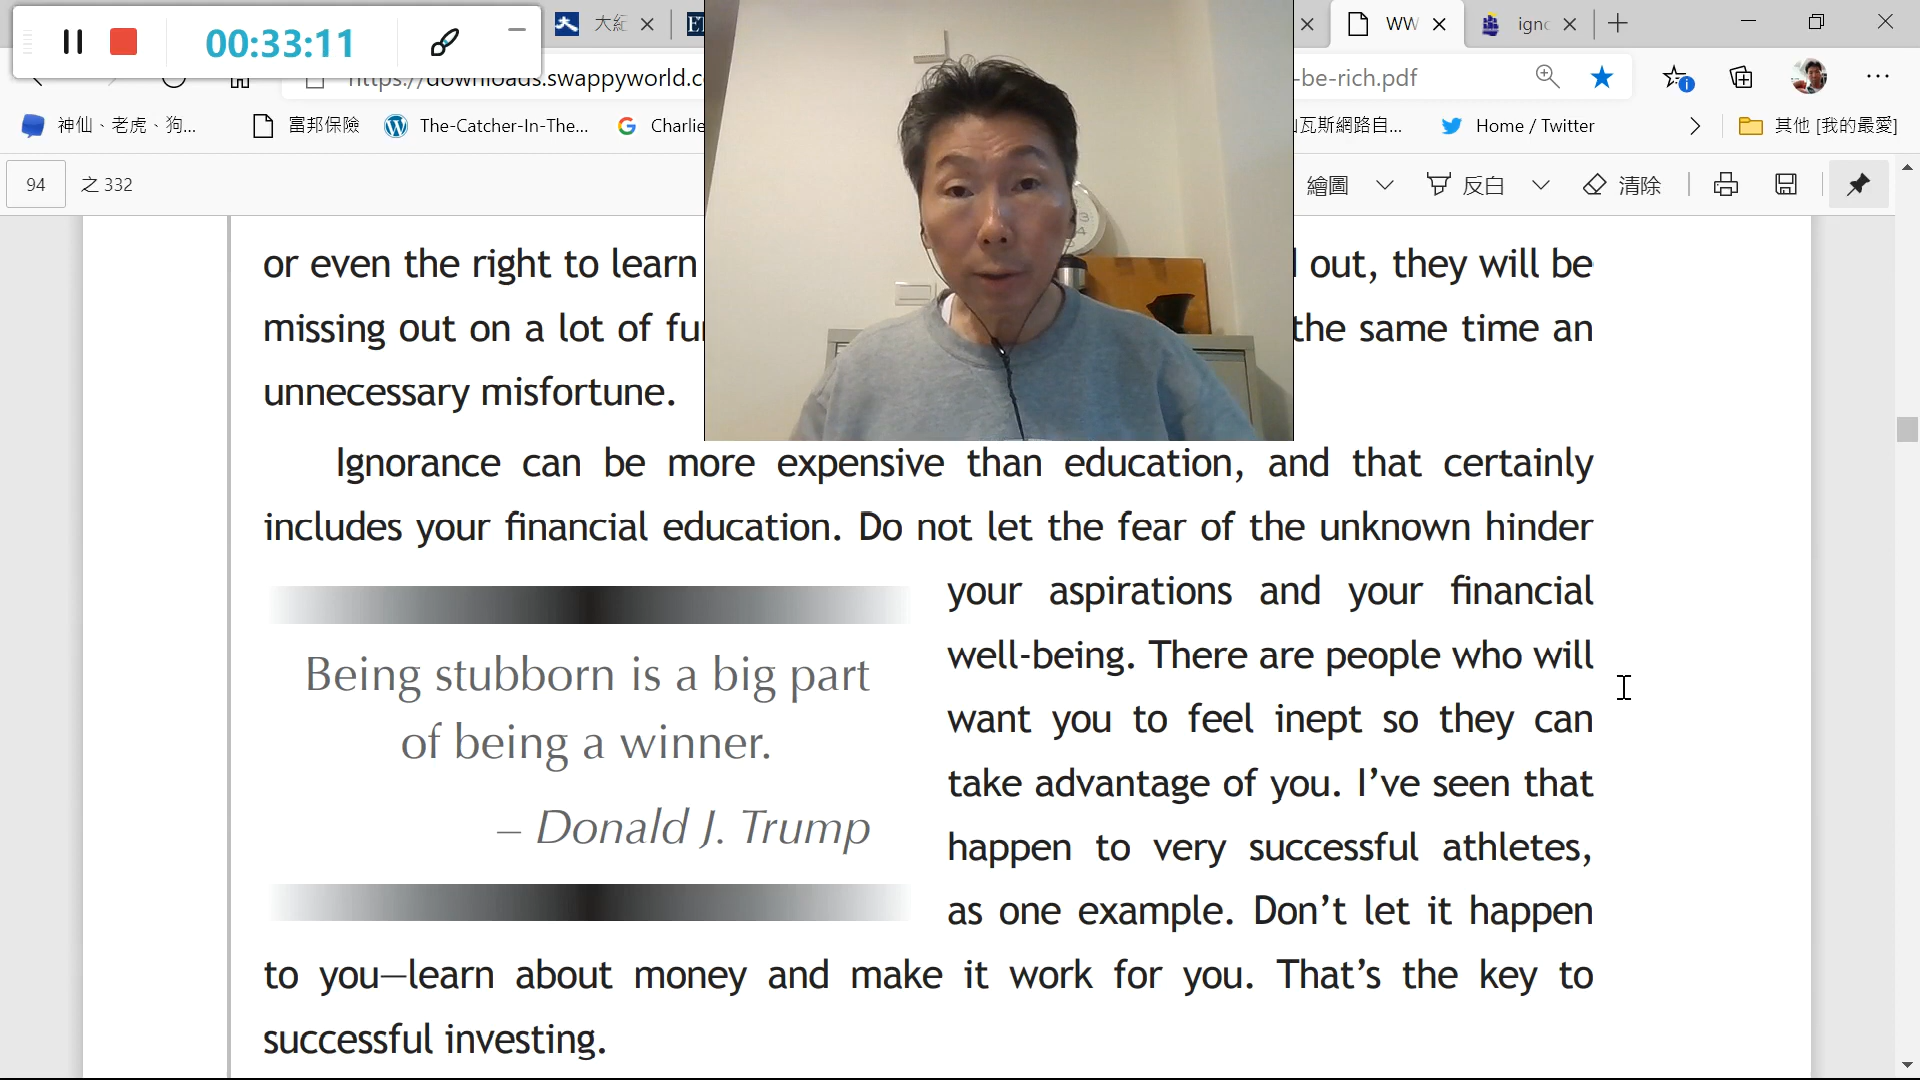 00:33:11
大紀
WW
ign
https://downloads.swappyworld.c
-be-rich.pdf
神仙、老虎、狗...
富邦保險
The-Catcher-In-The...
Charlie
瓦斯網路自...
Home / Twitter
其他 [我的最愛]
94
之 332
繪圖
反白
清除
or even the right to learn
out, they will be
missing out on a lot of fu
the same time an
unnecessary misfortune.
Ignorance can be more expensive than education, and that certainly
includes your financial education. Do not let the fear of the unknown hinder
your aspirations and your financial
well-being. There are people who will
want you to feel inept so they can
take advantage of you. I’ve seen that
happen to very successful athletes,
as one example. Don’t let it happen
to you—learn about money and make it work for you. That’s the key to
successful investing.
Being stubborn is a big part
of being a winner.
– Donald J. Trump